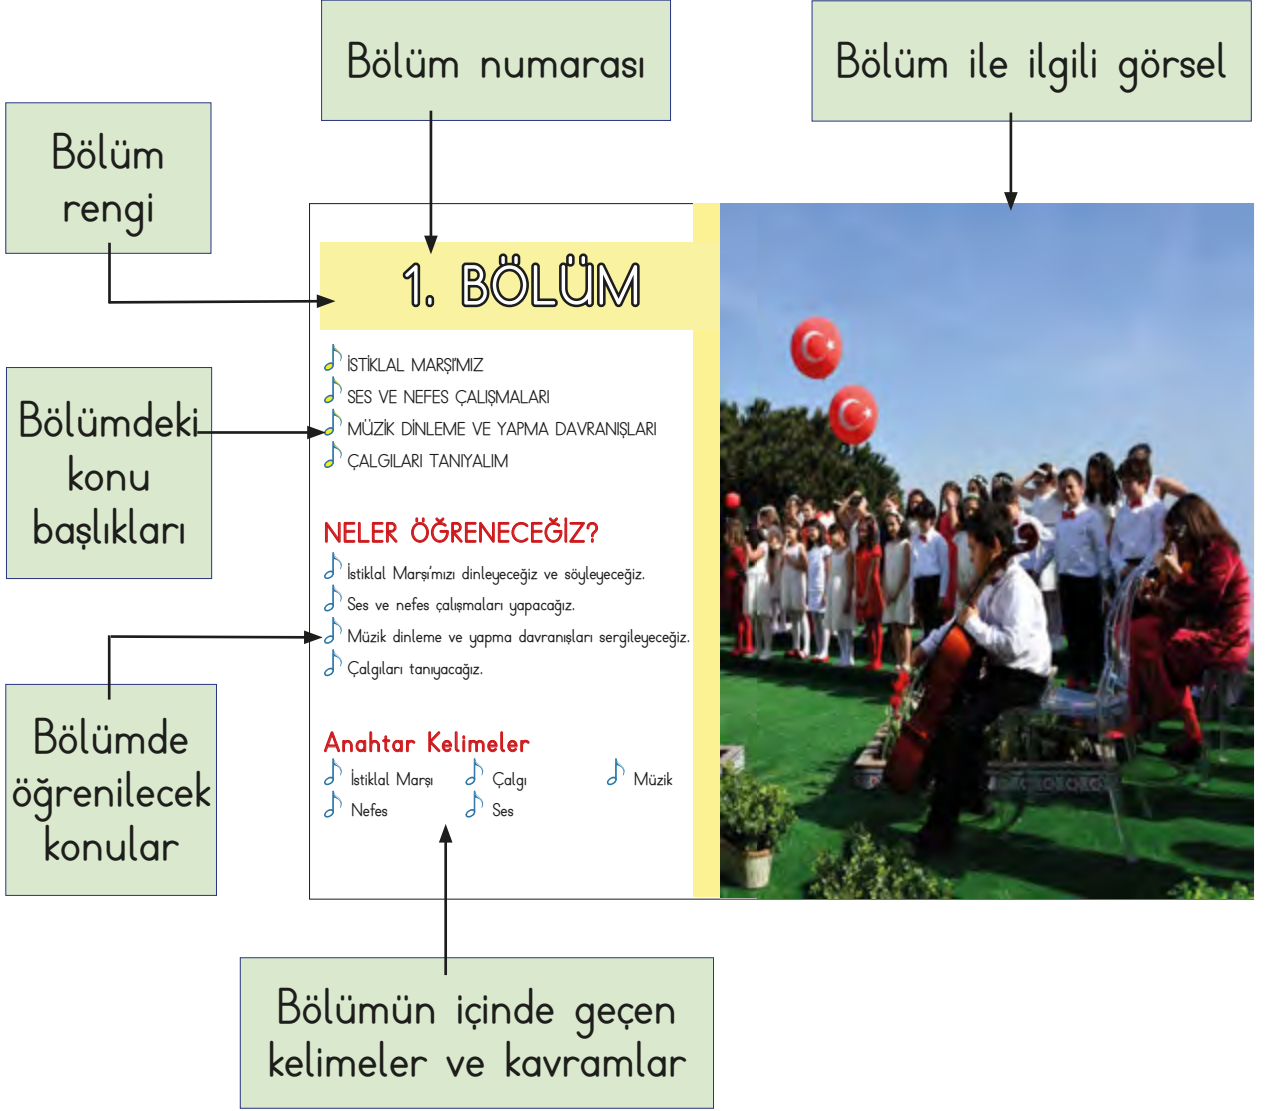 Bölüm numarası
Bölüm ile ilgili görsel
Bölüm
rengi
1. BÖLÜM
İSTİKLAL MARŞI'MIZ
SES VE NEFES ÇALIŞMALARI
MÜZİK DİNLEME VE YAPMA DAVRANIŞLARI
ÇALGILARI TANIYALIM
Bölümdeki
konu
başlıkları
NELER ÖĞRENECEĞİZ?
İstiklal Marşı'mızı dinleyeceğiz ve söyleyeceğiz.
Ses ve nefes çalışmaları yapacağız.
Müzik dinleme ve yapma davranışları sergileyeceğiz.
Çalgıları tanıyacağız.
Bölümde
öğrenilecek
konular
Anahtar Kelimeler
İstiklal Marşı Çalgı Müzik
Nefes Ses
Bölümün içinde geçen
kelimeler ve kavramlar